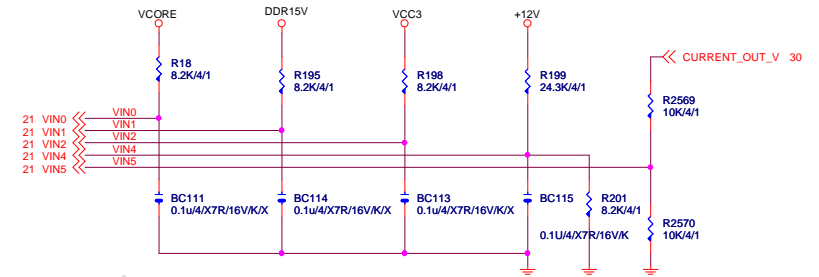 VCORE DDR15V VCC3 +12V
CURRENT_OUT_V 30
R18
8.2K/4/1
R195
8.2K/4/1
R198
8.2K/4/1
R199
24.3K/4/1
R2569
10K/4/1
21 VIN0 VIN0
21 VIN1 VIN1
21 VIN2 VIN2
21 VIN4 VIN4
21 VIN5 VIN5
BC111
0.1u/4/X7R/16V/K/X
BC114
0.1u/4/X7R/16V/K/X
BC113
0.1u/4/X7R/16V/K/X
BC115
0.1U/4/X7R/16V/K
R201
8.2K/4/1
R2570
10K/4/1